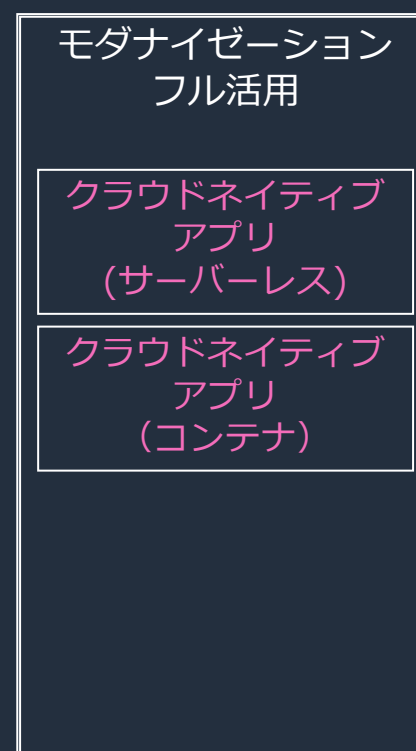 モダナイゼーション
フル活用
クラウドネイティブ
アプリ
(サーバーレス)
クラウドネイティブ
アプリ
（コンテナ）